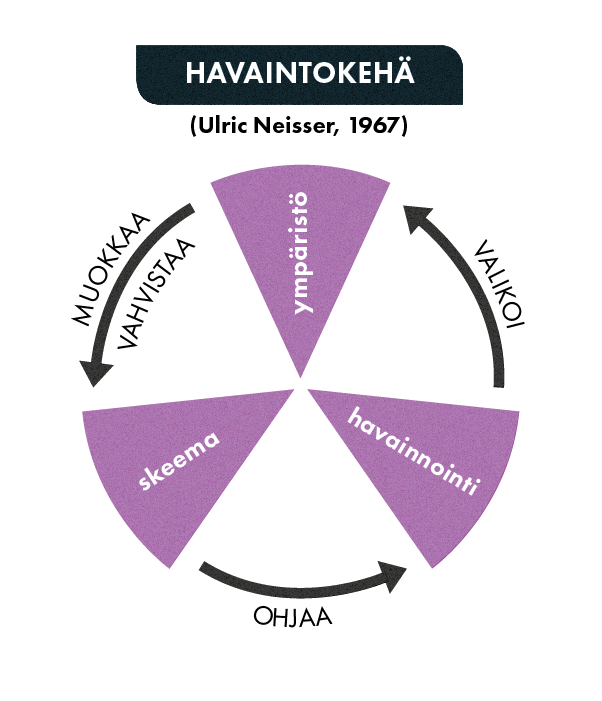 HAVAINTOKEHÄ
(Ulric Neisser, 1967)
ympäristö
MUOKKAA
VAHVISTAA
VALIKOI
skeema
havainnointi
OHJAA